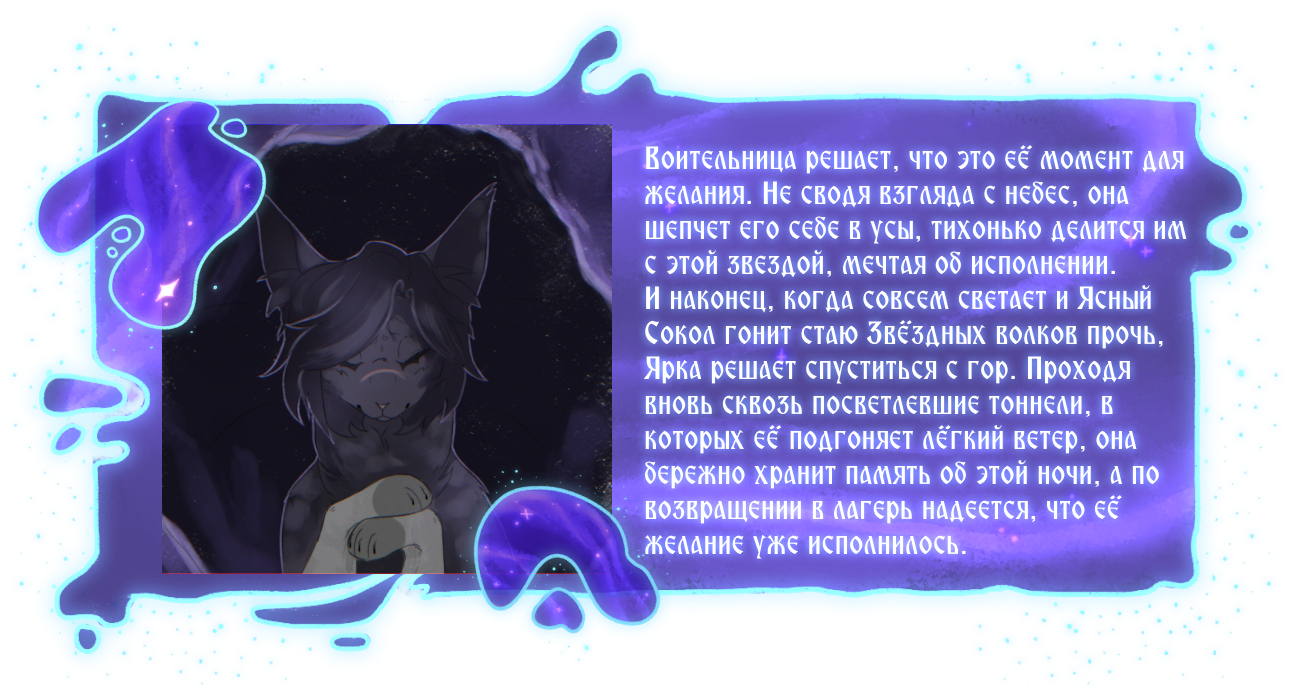 Воительница решает, что это её момент для
желания. Не сводя взгляда с небес, она
шепчет его себе в усы, тихонько делится им
с этой звездой, мечтая об исполнении.
И наконец, когда совсем светает и Ясный
Сокол гонит стаю Звёздных волков прочь,
Ярка решает спуститься с гор. Проходя
вновь сквозь посветлевшие тоннели, в
которых её подгоняет лёгкий ветер, она
бережно хранит память об этой ночи, а по
возвращении в лагерь надеется, что её
желание уже исполнилось.